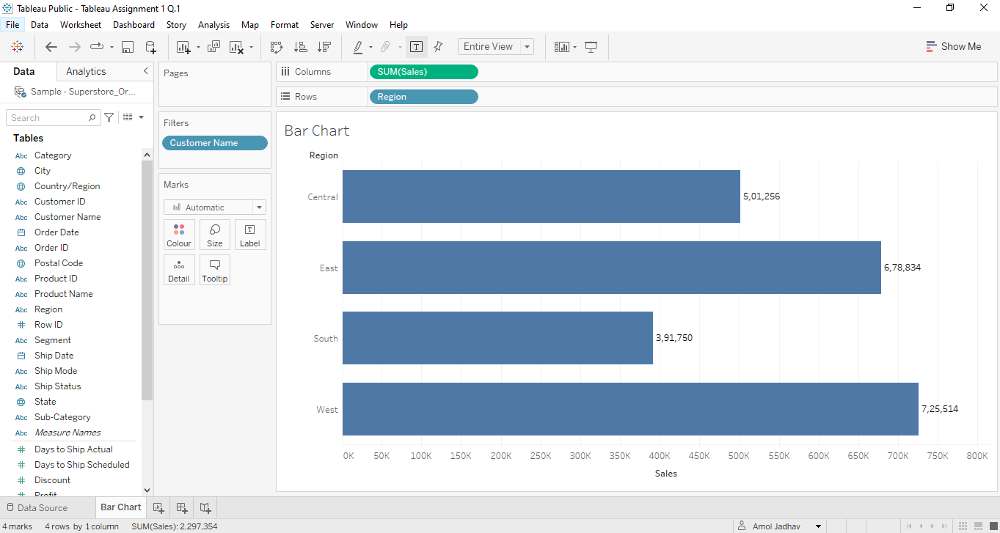 Tableau Public - Tableau Assignment 1 Q.1
File Data Worksheet Dashboard Story Analysis Map Format Server Window Help
Entire View
Show Me
Data Analytics
Sample - Superstore_Or...
Search
Tables
Abc Category
City
Country/Region
Abc Customer ID
Abc Customer Name
Order Date
Abc Order ID
Postal Code
Abc Product ID
Abc Product Name
Abc Region
Row ID
Abc Segment
Ship Date
Abc Ship Mode
Abc Ship Status
State
Abc Sub-Category
Abc Measure Names
Days to Ship Actual
Days to Ship Scheduled
Discount
Profit
Pages
Filters
Customer Name
Marks
Automatic
Colour Size Label
Detail Tooltip
Columns SUM(Sales)
Rows Region
Bar Chart
Region
Central 5,01,256
East 6,78,834
South 3,91,750
West 7,25,514
0K 50K 100K 150K 200K 250K 300K 350K 400K 450K 500K 550K 600K 650K 700K 750K 800K
Sales
Data Source Bar Chart
4 marks 4 rows by 1 column SUM(Sales): 2,297,354 Amol Jadhav